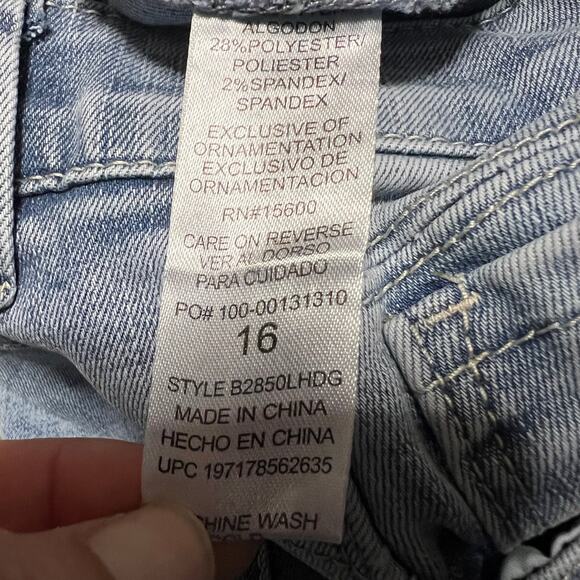 ALGODON
28%POLYESTER/
POLIESTER
2%SPANDEX/
SPANDEX
EXCLUSIVE OF
ORNAMENTATION
EXCLUSIVO DE
ORNAMENTACION
RN#15600
CARE ON REVERSE
VER AL DORSO
PARA CUIDADO
PO# 100-00131310
16
STYLE B2850LHDG
MADE IN CHINA
HECHO EN CHINA
UPC 197178562635
CHINE WASH
COLD